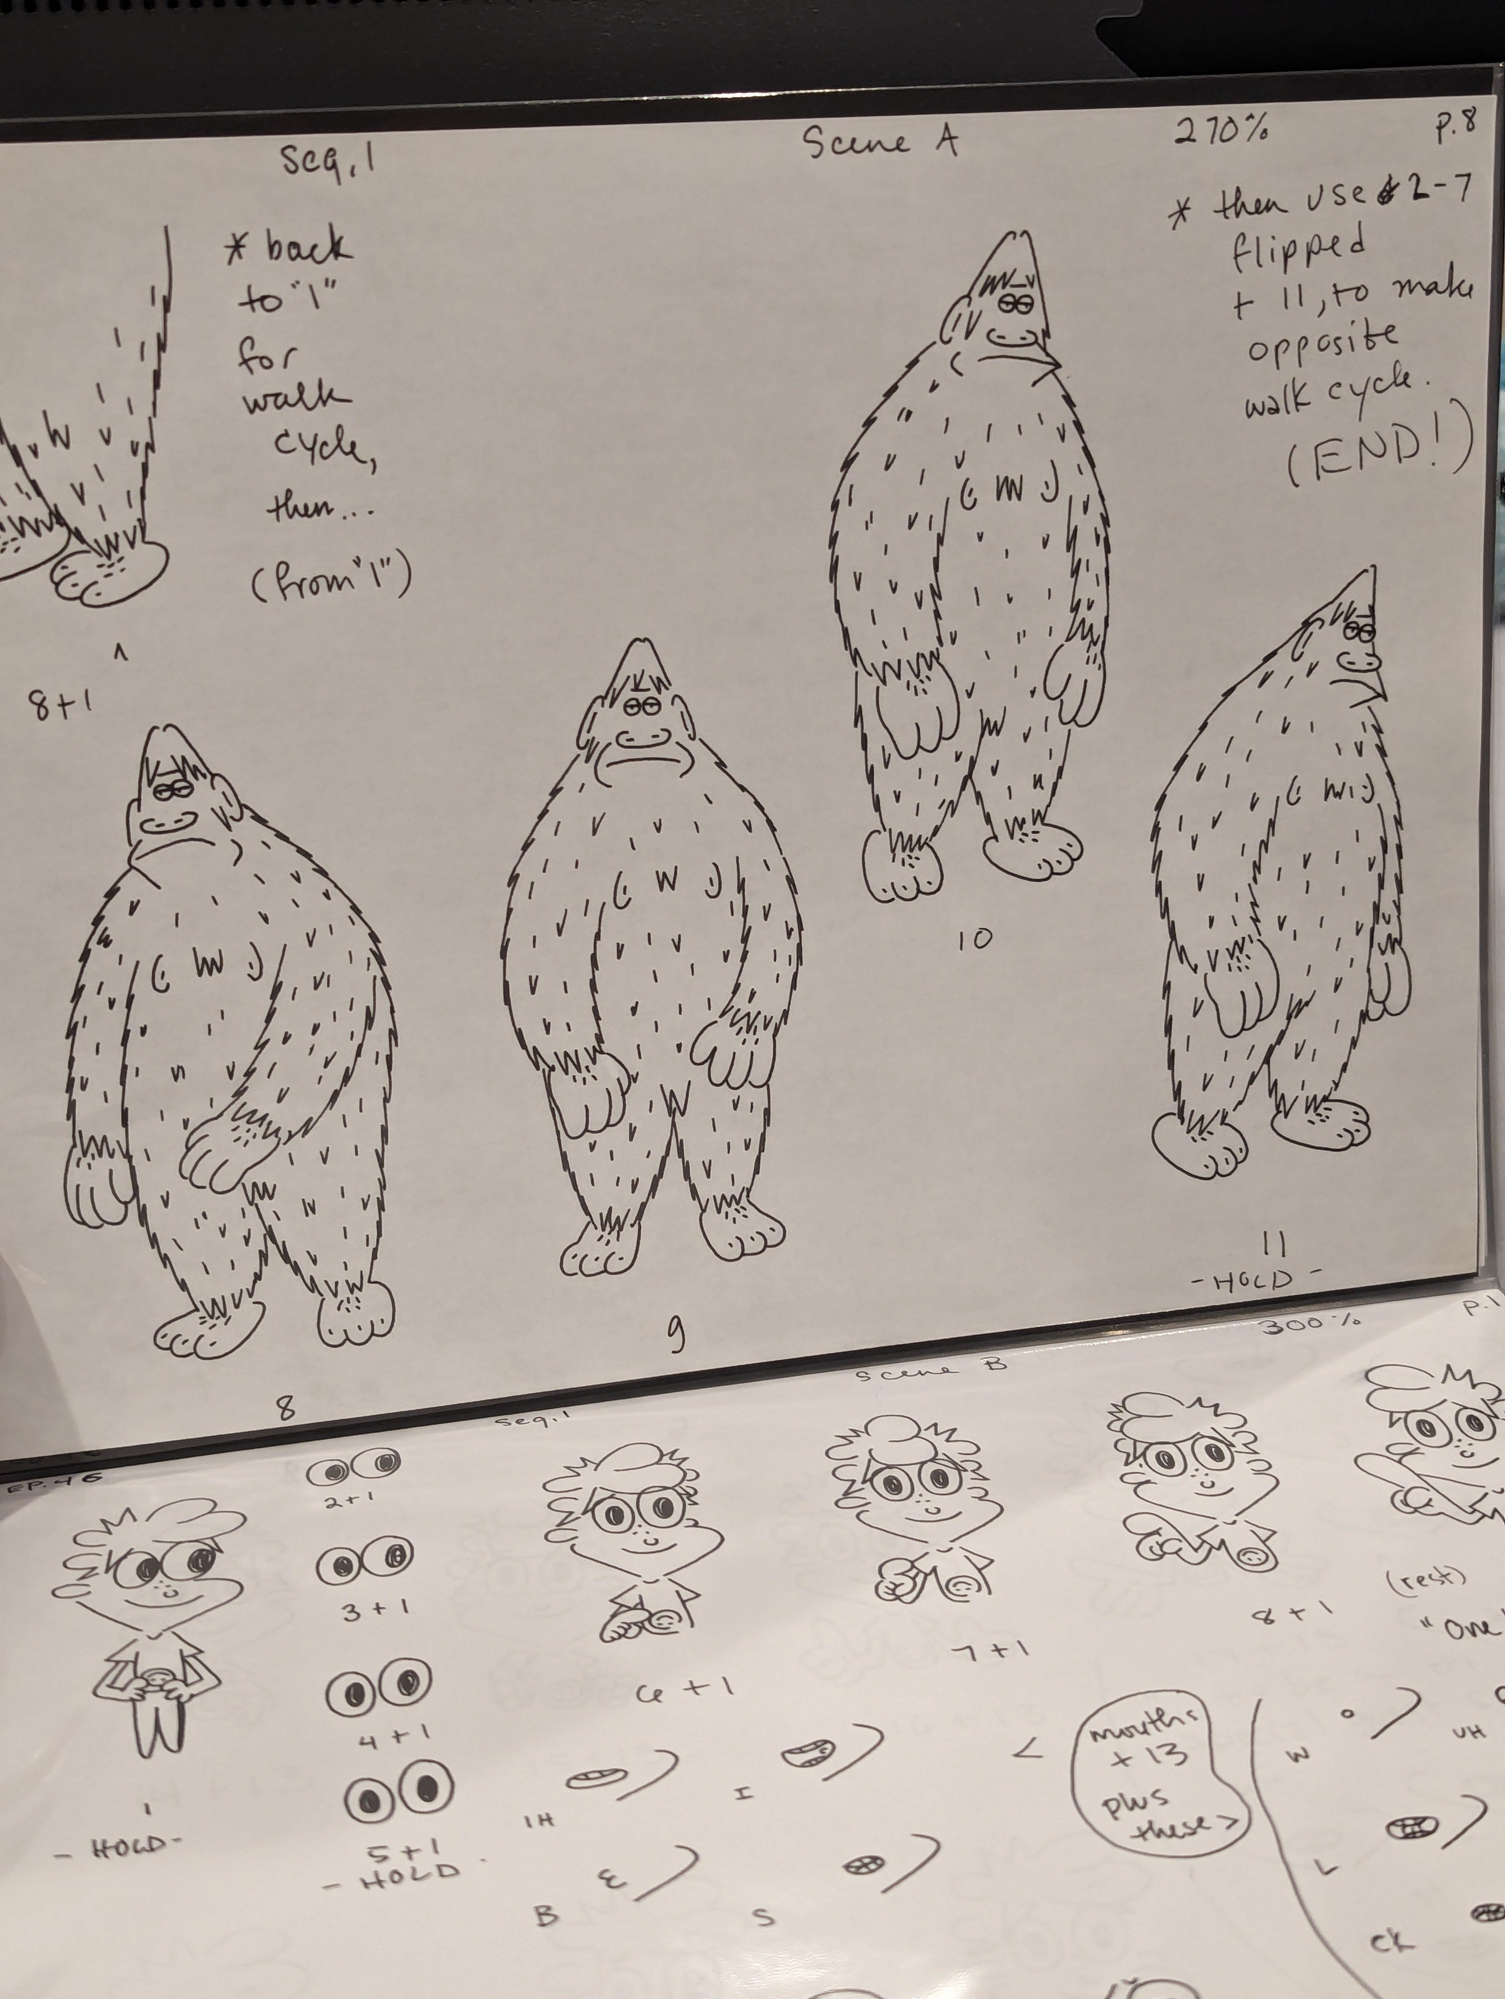 Seq. 1
Scene A
270%
p.8
* back
to "1"
for
walk
cycle,
then...
(from "1")
* then use 2-7
flipped
+ 11, to make
opposite
walk cycle.
(END!)
8+1
8
9
10
11
- HOLD -
EP. 46
Seq. 1
Scene B
300%
P.1
1
- HOLD -
2+1
3+1
4+1
5+1
- HOLD
6+1
7+1
8+1
(rest)
"One"
IH
I
B
S
<
mouths
+ 13
plus
these >
W
UH
L
CK